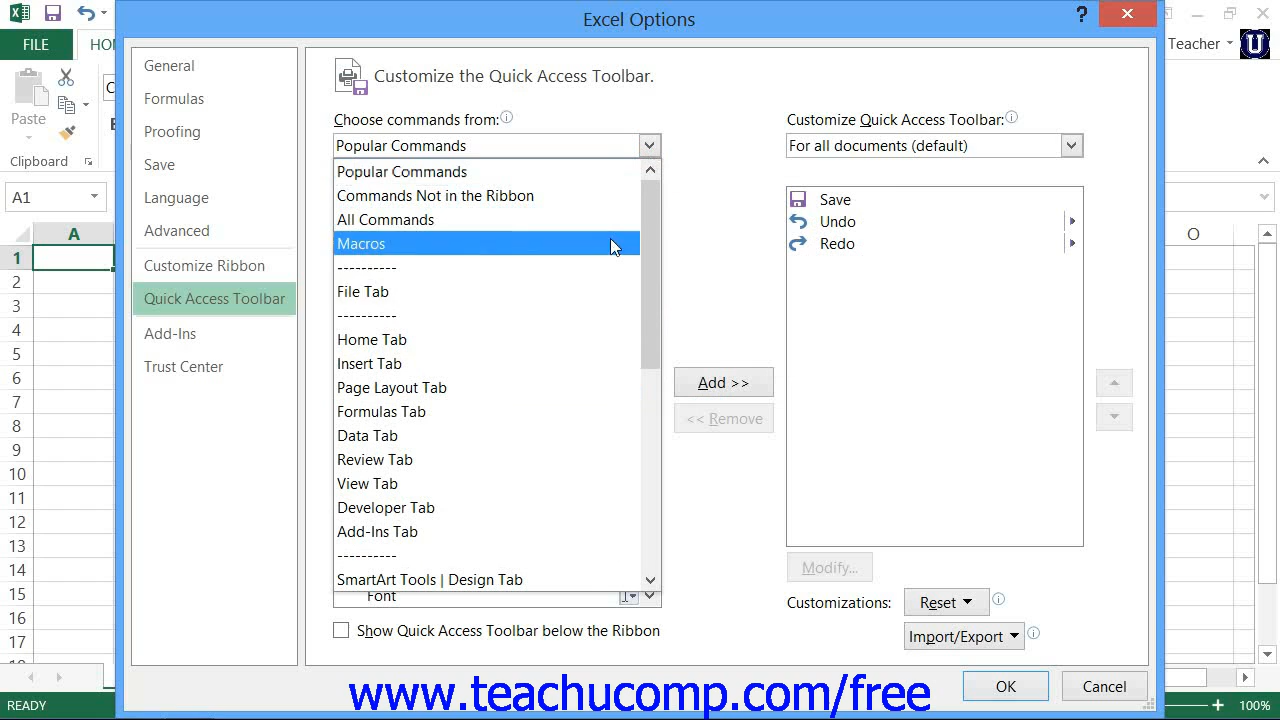 Excel Options
?
FILE
HO
Teacher
Paste
Clipboard
A1
A
O
1
2
3
4
5
6
7
8
9
10
11
12
13
14
15
16
17
READY
100%
General
Formulas
Proofing
Save
Language
Advanced
Customize Ribbon
Quick Access Toolbar
Add-Ins
Trust Center
Customize the Quick Access Toolbar.
Choose commands from:
Popular Commands
Popular Commands
Commands Not in the Ribbon
All Commands
Macros
----------
File Tab
----------
Home Tab
Insert Tab
Page Layout Tab
Formulas Tab
Data Tab
Review Tab
View Tab
Developer Tab
Add-Ins Tab
----------
SmartArt Tools | Design Tab
Font
Show Quick Access Toolbar below the Ribbon
Add >>
<< Remove
Customize Quick Access Toolbar:
For all documents (default)
Save
Undo
Redo
Modify...
Customizations:
Reset
Import/Export
OK
Cancel
www.teachucomp.com/free